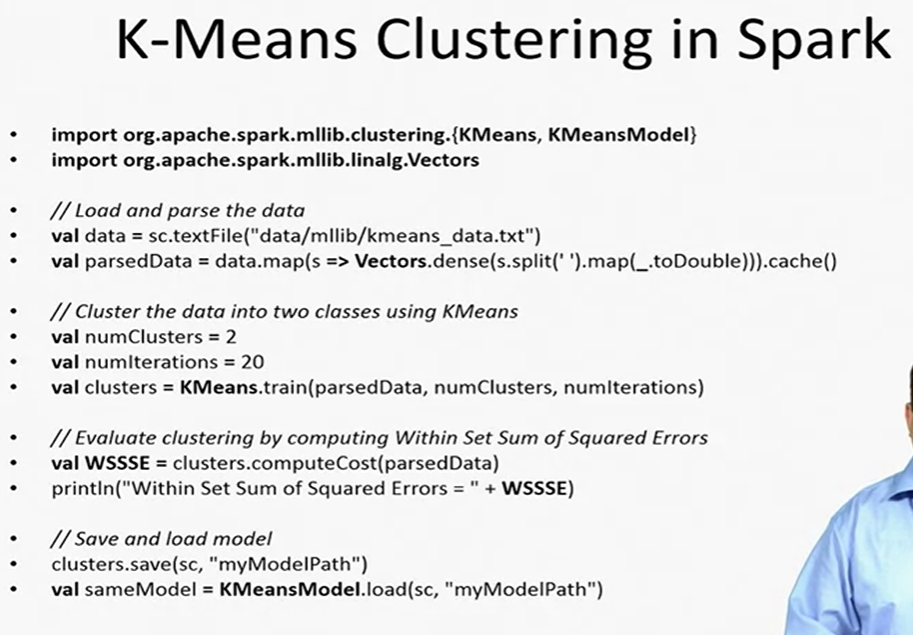 K-Means Clustering in Spark
• import org.apache.spark.mllib.clustering.{KMeans, KMeansModel}
• import org.apache.spark.mllib.linalg.Vectors
• // Load and parse the data
• val data = sc.textFile("data/mllib/kmeans_data.txt")
• val parsedData = data.map(s => Vectors.dense(s.split(' ').map(_.toDouble))).cache()
• // Cluster the data into two classes using KMeans
• val numClusters = 2
• val numIterations = 20
• val clusters = KMeans.train(parsedData, numClusters, numIterations)
• // Evaluate clustering by computing Within Set Sum of Squared Errors
• val WSSSE = clusters.computeCost(parsedData)
• println("Within Set Sum of Squared Errors = " + WSSSE)
• // Save and load model
• clusters.save(sc, "myModelPath")
• val sameModel = KMeansModel.load(sc, "myModelPath")